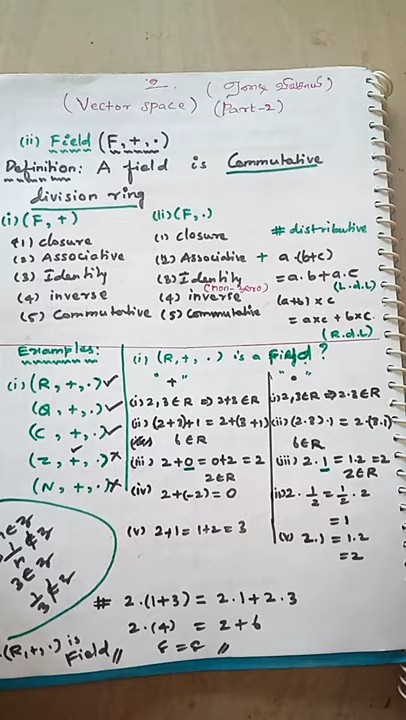 (Vector space) (Part-2)
(ii) Field (F, +, .)
Definition: A field is Commutative
division ring
(i) (F, +)
(1) closure
(2) Associative
(3) Identity
(4) inverse
(5) Commutative
(ii) (F, .)
(1) closure
(2) Associative
(3) Identity
(non-zero)
(4) inverse
(5) Commutative
# distributive
+ a.(b+c)
= a.b+a.c
(L.d.L)
(a+b) x c
= axc + bxc.
(R.d.L)
Examples:
(i) (R, +, .) ✓
(Q, +, .) ✓
(C, +, .) ✓
(Z, +, .) ×
(N, +, .) ×
(i) (R, +, .) is a Field?
"+"
(i) 2,3∈R ⇒ 2+3∈R
(ii) (2+3)+1 = 2+(3+1)
6∈R
(iii) 2+0 = 0+2 = 2
2∈R
(iv) 2+(-2) = 0
(v) 2+1 = 1+2 = 3
"."
(i) 2,3∈R ⇒ 2.3∈R
(ii) (2.3).1 = 2.(3.1)
6∈R
(iii) 2.1 = 1.2 = 2
2∈R
(iv) 2. 1/2 = 1/2 . 2
= 1
(v) 2.1 = 1.2
= 2
3∈z
1/3 ∉ z
# 2.(1+3) = 2.1 + 2.3
2.(4) = 2+6
8 = 8 //
(R, +, .) is
Field //